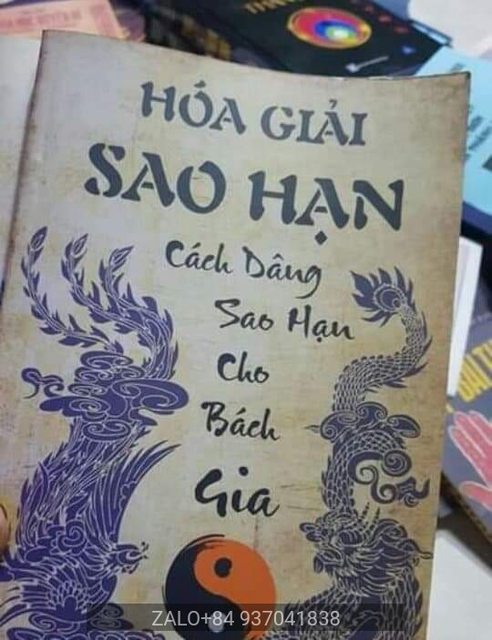 HÓA GIẢI
SAO HẠN
Cách Dâng
Sao Hạn
Cho
Bách
Gia
ZALO+84 937041838